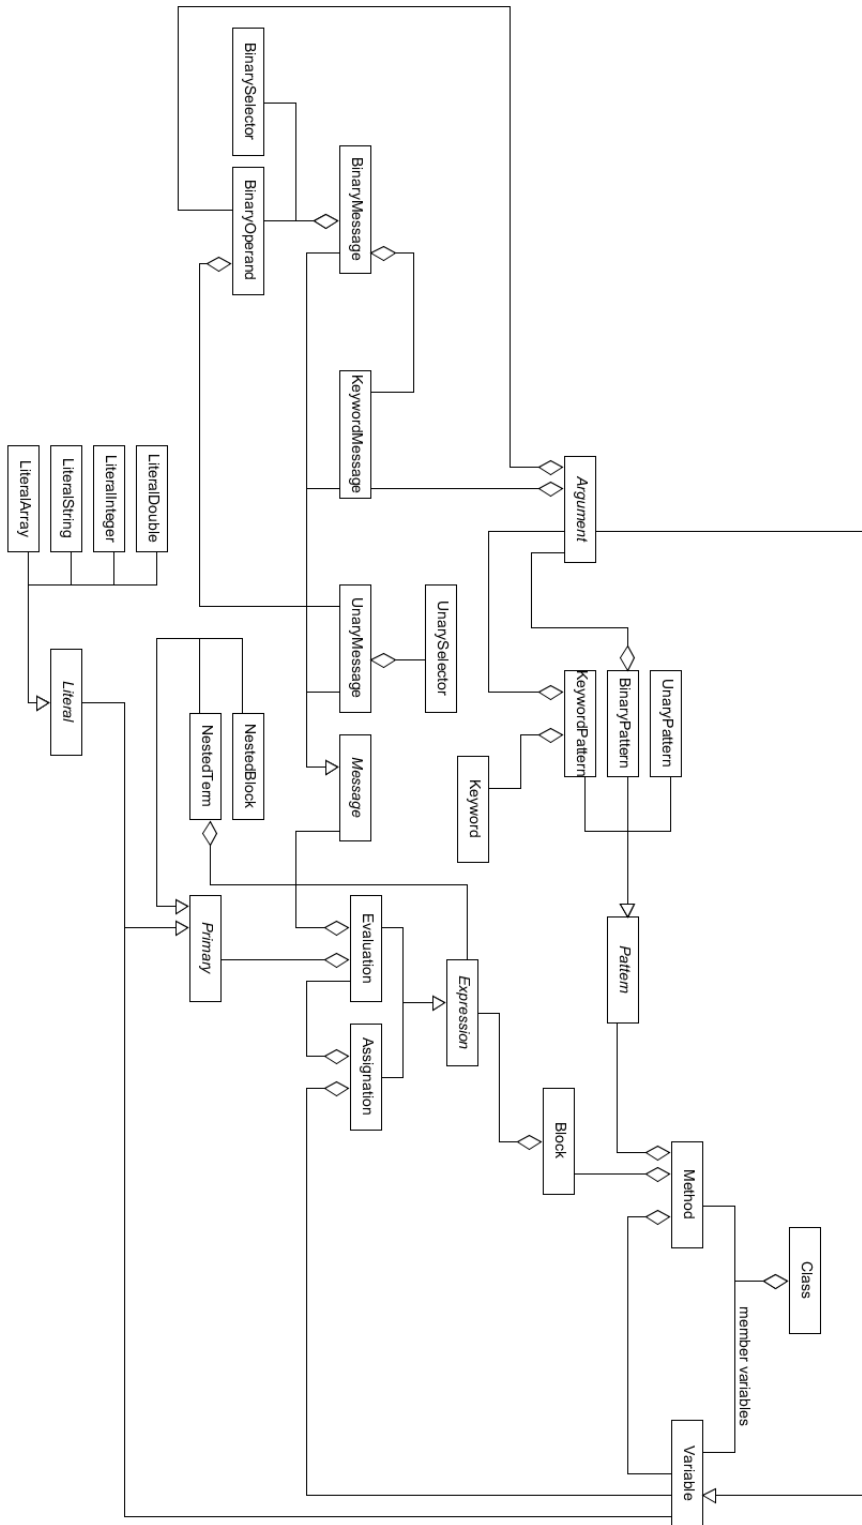 Class
Method
member variables
Variable
UnaryPattern
BinaryPattern
KeywordPattern
Pattern
Argument
Block
Keyword
Expression
UnarySelector
BinaryMessage
KeywordMessage
UnaryMessage
Message
Evaluation
Assignation
BinarySelector
BinaryOperand
NestedBlock
NestedTerm
Primary
LiteralDouble
LiteralInteger
LiteralString
LiteralArray
Literal